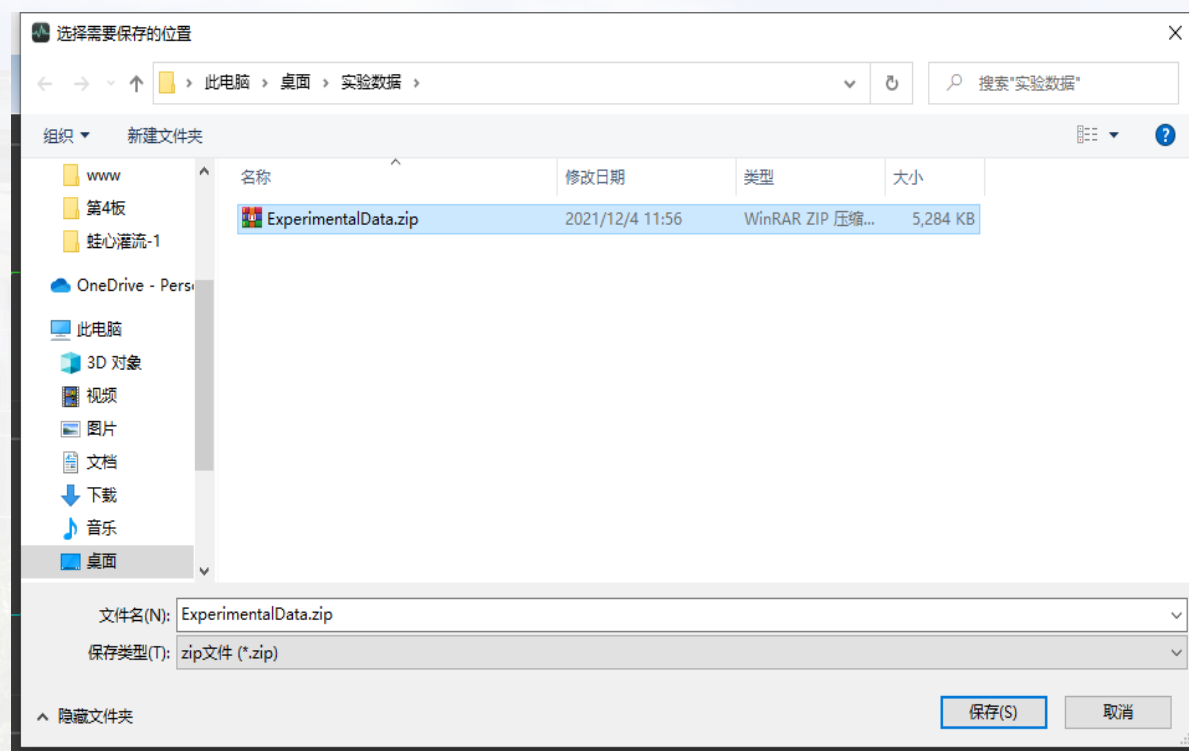 选择需要保存的位置
此电脑 › 桌面 › 实验数据 ›
搜索"实验数据"
组织 新建文件夹
名称 修改日期 类型 大小
www
第4板
蛙心灌流-1
OneDrive - Pers
此电脑
3D 对象
视频
图片
文档
下载
音乐
桌面
ExperimentalData.zip 2021/12/4 11:56 WinRAR ZIP 压缩... 5,284 KB
文件名(N): ExperimentalData.zip
保存类型(T): zip文件 (*.zip)
隐藏文件夹 保存(S) 取消